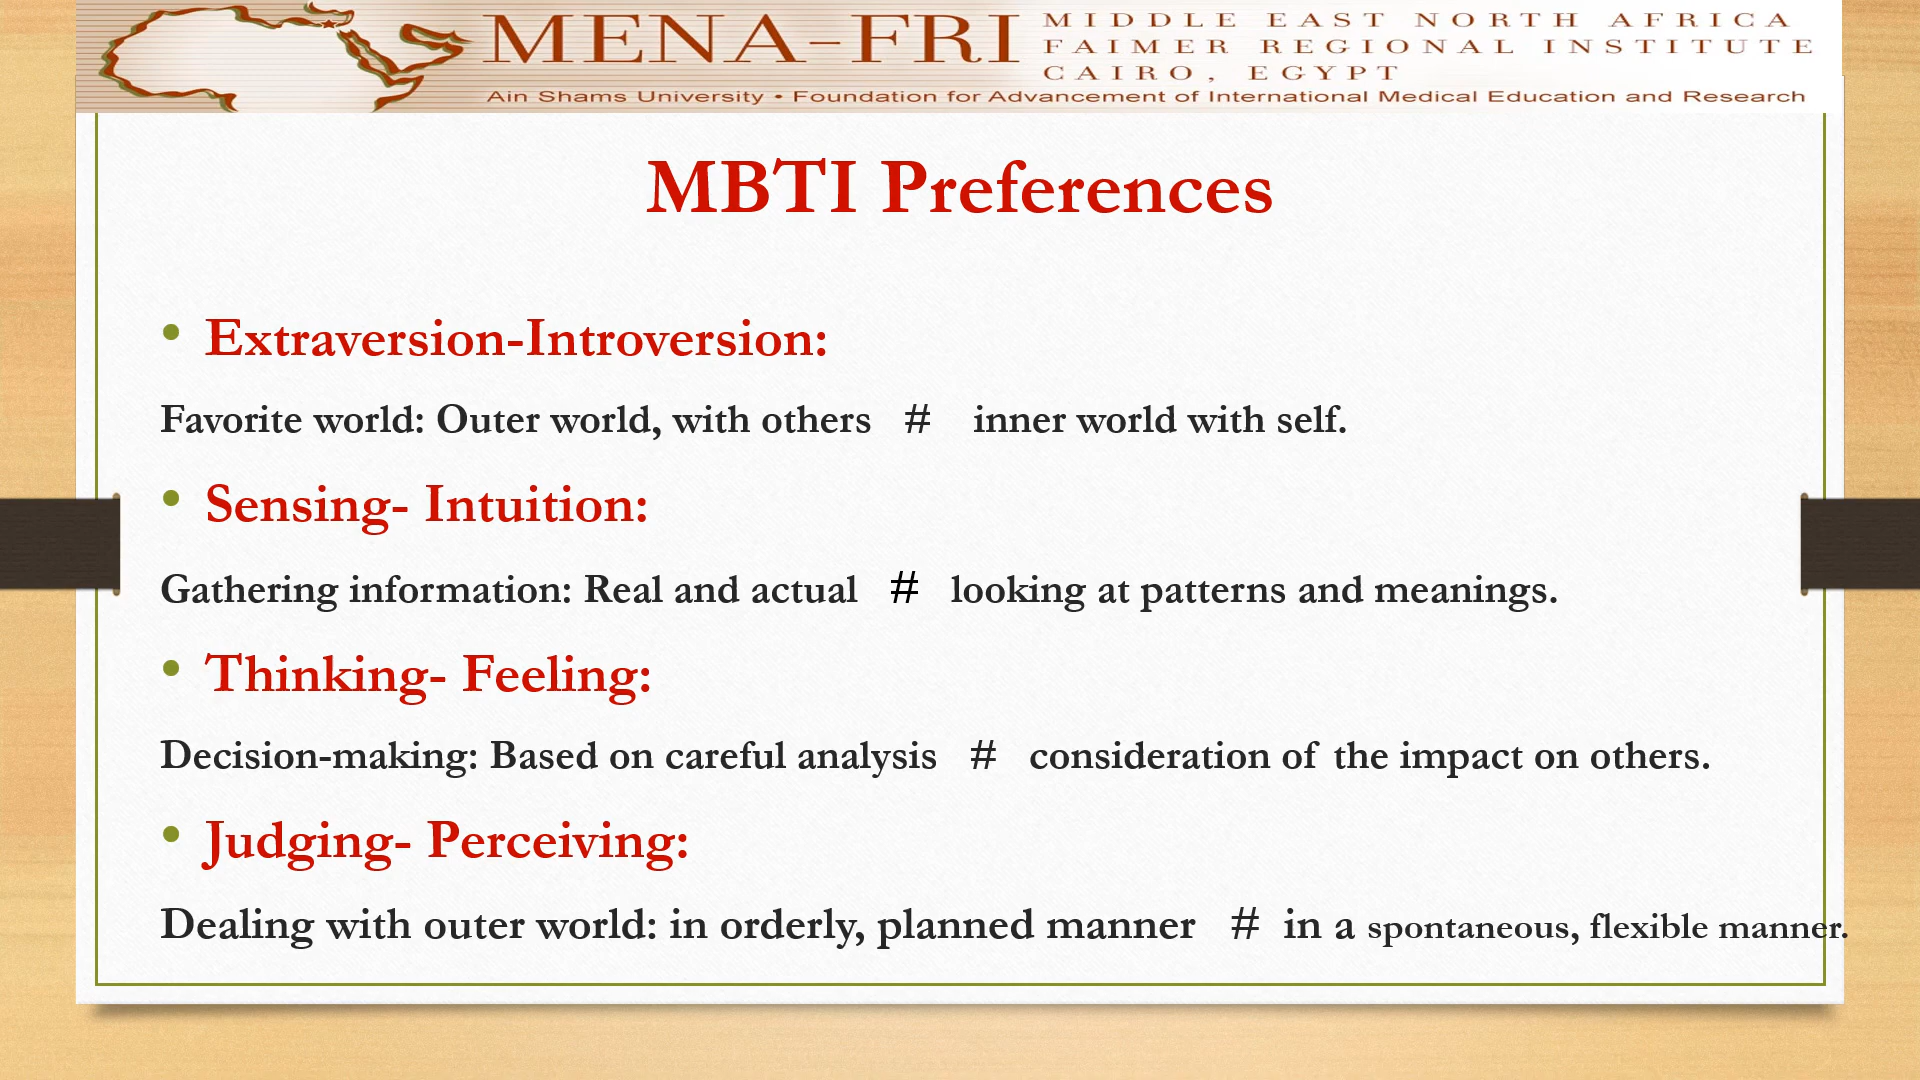 MENA-FRI
MIDDLE EAST NORTH AFRICA
FAIMER REGIONAL INSTITUTE
CAIRO, EGYPT
Ain Shams University • Foundation for Advancement of International Medical Education and Research
MBTI Preferences
• Extraversion-Introversion:
Favorite world: Outer world, with others # inner world with self.
• Sensing- Intuition:
Gathering information: Real and actual # looking at patterns and meanings.
• Thinking- Feeling:
Decision-making: Based on careful analysis # consideration of the impact on others.
• Judging- Perceiving:
Dealing with outer world: in orderly, planned manner # in a spontaneous, flexible manner.